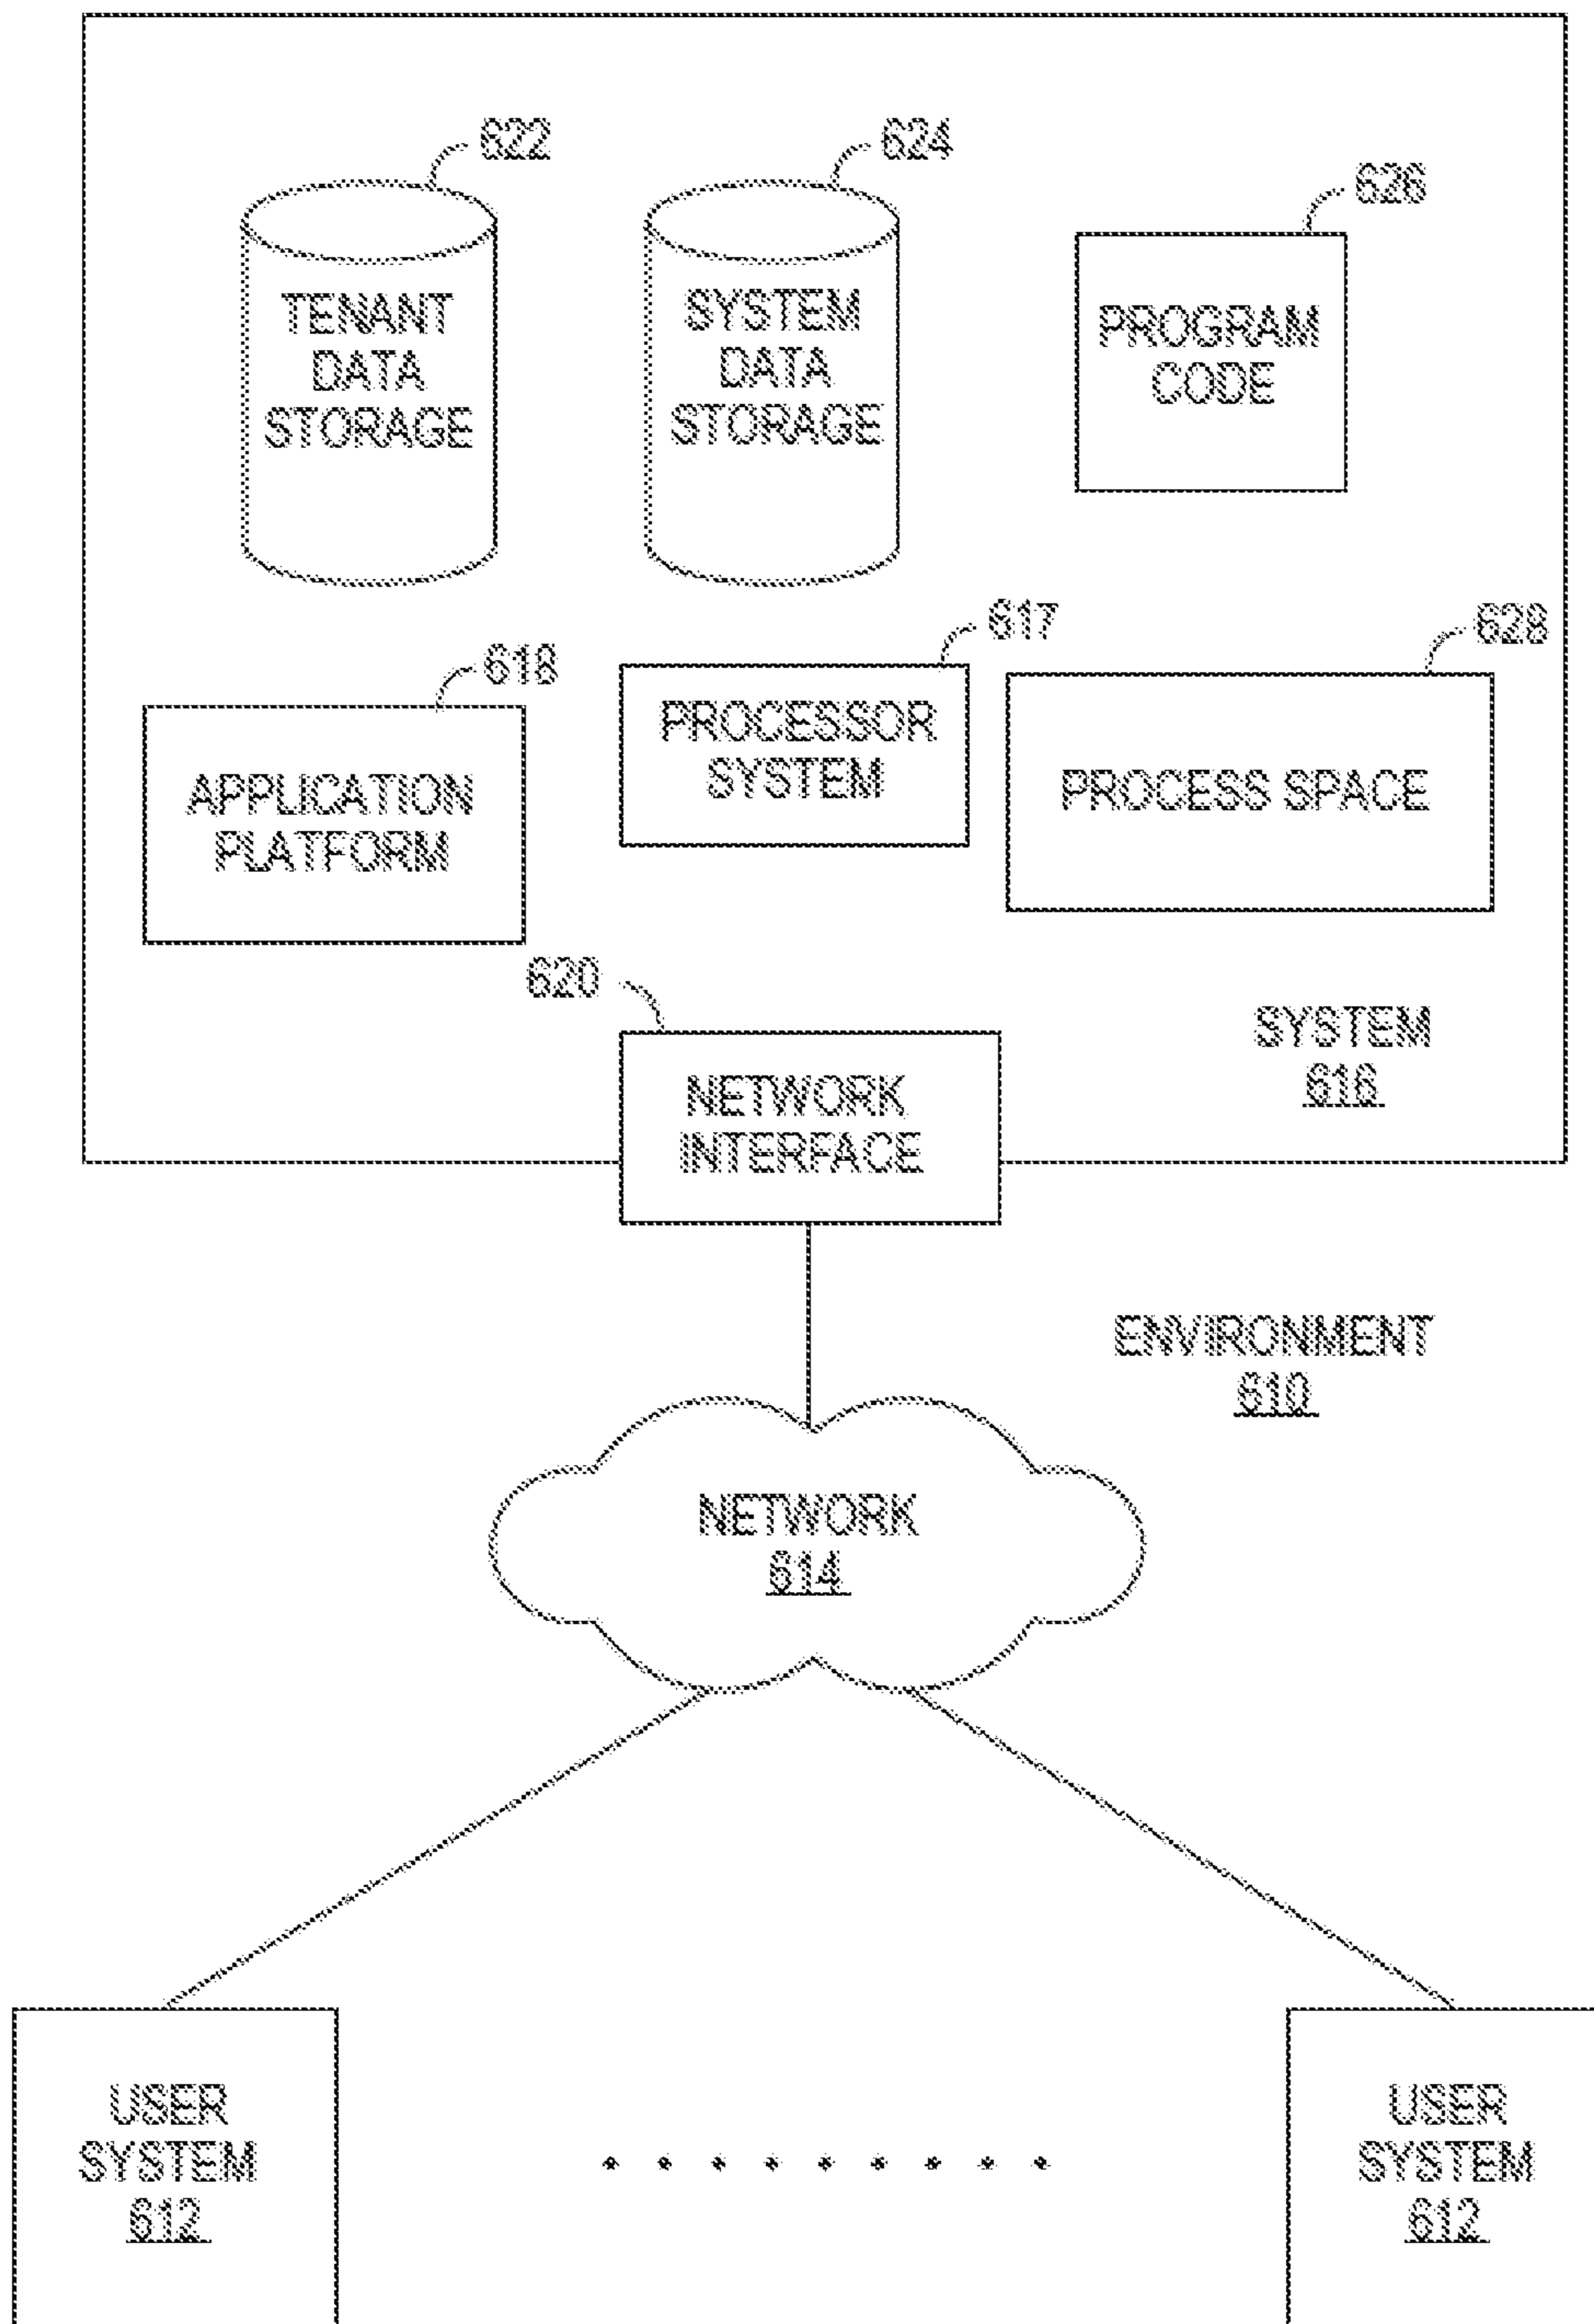 622
624
626
TENANT
DATA
STORAGE
SYSTEM
DATA
STORAGE
PROGRAM
CODE
618
617
628
APPLICATION
PLATFORM
PROCESSOR
SYSTEM
PROCESS SPACE
620
NETWORK
INTERFACE
SYSTEM
616
ENVIRONMENT
610
NETWORK
614
USER
SYSTEM
612
USER
SYSTEM
612